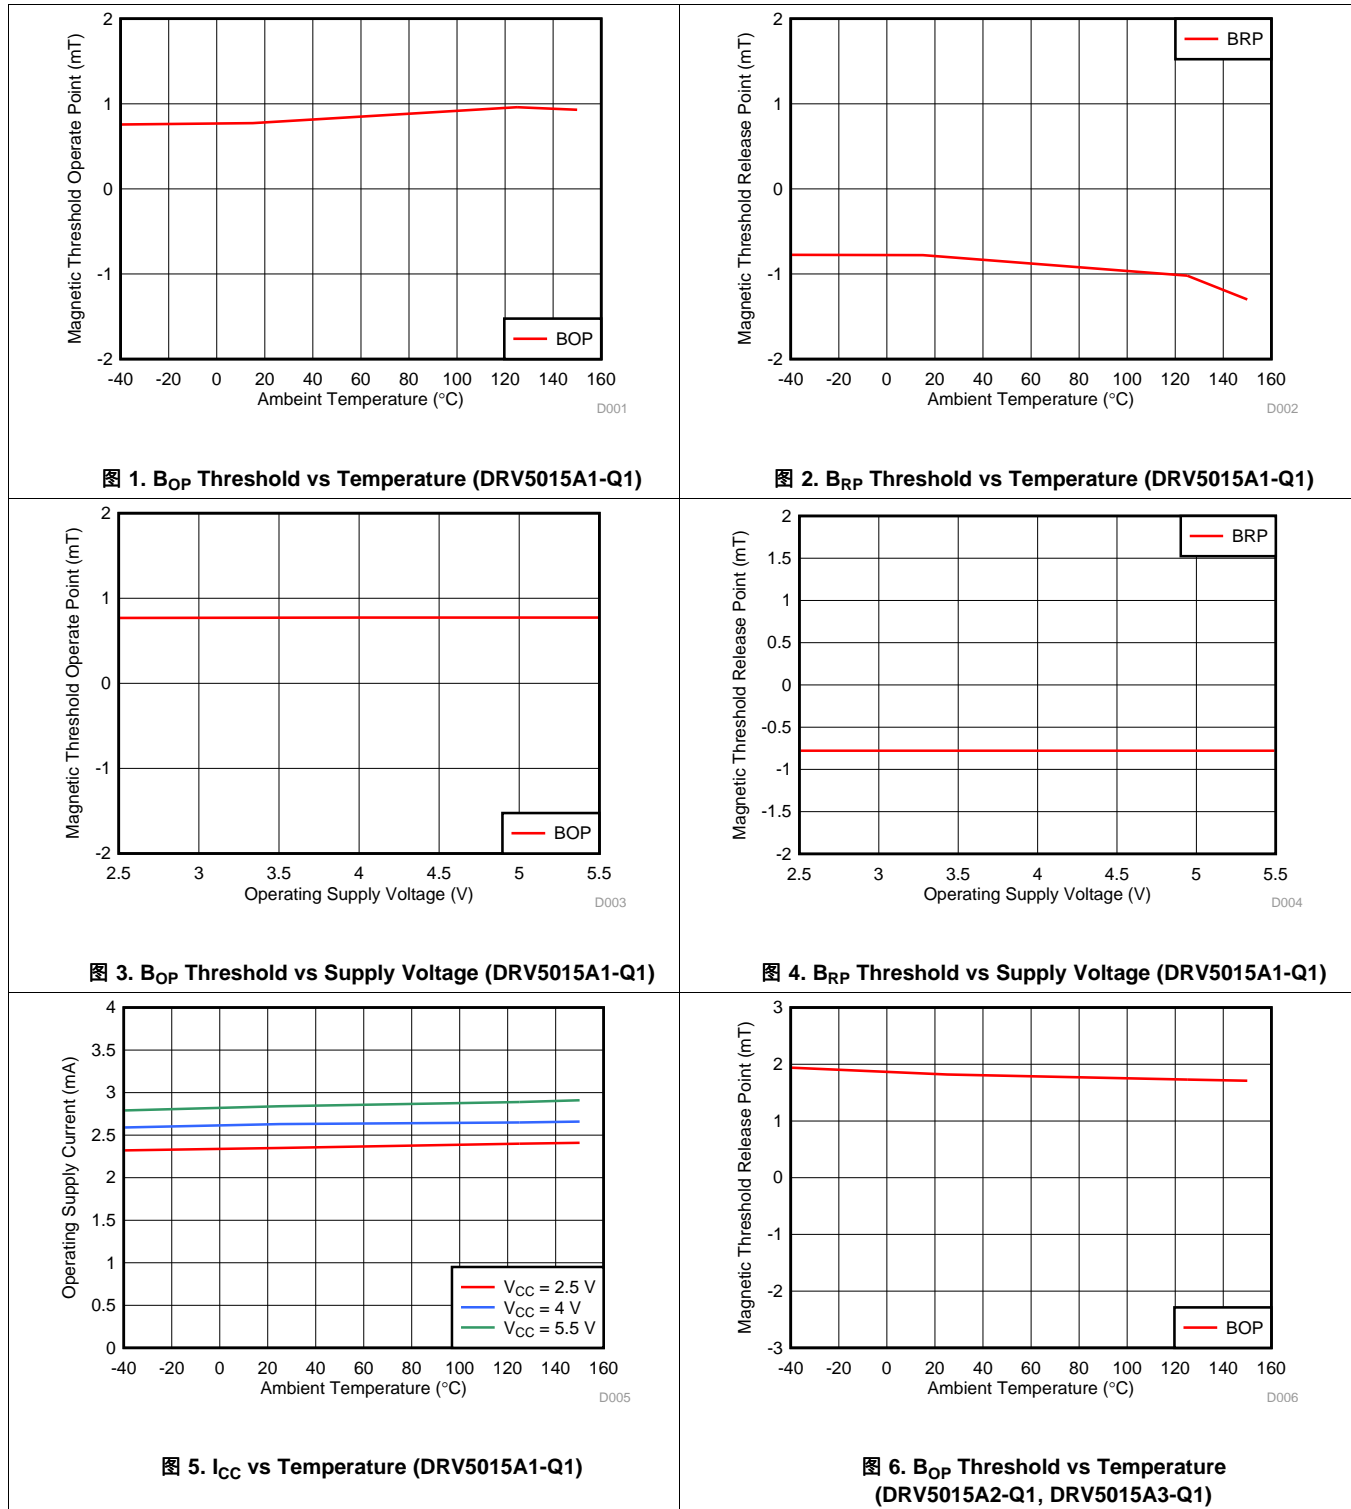 2
1
0
-1
-2
Magnetic Threshold Operate Point (mT)
-40 -20 0 20 40 60 80 100 120 140 160
Ambeint Temperature (°C)
BOP
D001
图 1. BOP Threshold vs Temperature (DRV5015A1-Q1)
2
1
0
-1
-2
Magnetic Threshold Release Point (mT)
-40 -20 0 20 40 60 80 100 120 140 160
Ambient Temperature (°C)
BRP
D002
图 2. BRP Threshold vs Temperature (DRV5015A1-Q1)
2
1
0
-1
-2
Magnetic Threshold Operate Point (mT)
2.5 3 3.5 4 4.5 5 5.5
Operating Supply Voltage (V)
BOP
D003
图 3. BOP Threshold vs Supply Voltage (DRV5015A1-Q1)
2
1.5
1
0.5
0
-0.5
-1
-1.5
-2
Magnetic Threshold Release Point (mT)
2.5 3 3.5 4 4.5 5 5.5
Operating Supply Voltage (V)
BRP
D004
图 4. BRP Threshold vs Supply Voltage (DRV5015A1-Q1)
4
3.5
3
2.5
2
1.5
1
0.5
0
Operating Supply Current (mA)
-40 -20 0 20 40 60 80 100 120 140 160
Ambient Temperature (°C)
VCC = 2.5 V
VCC = 4 V
VCC = 5.5 V
D005
图 5. ICC vs Temperature (DRV5015A1-Q1)
3
2
1
0
-1
-2
-3
Magnetic Threshold Release Point (mT)
-40 -20 0 20 40 60 80 100 120 140 160
Ambient Temperature (°C)
BOP
D006
图 6. BOP Threshold vs Temperature
(DRV5015A2-Q1, DRV5015A3-Q1)